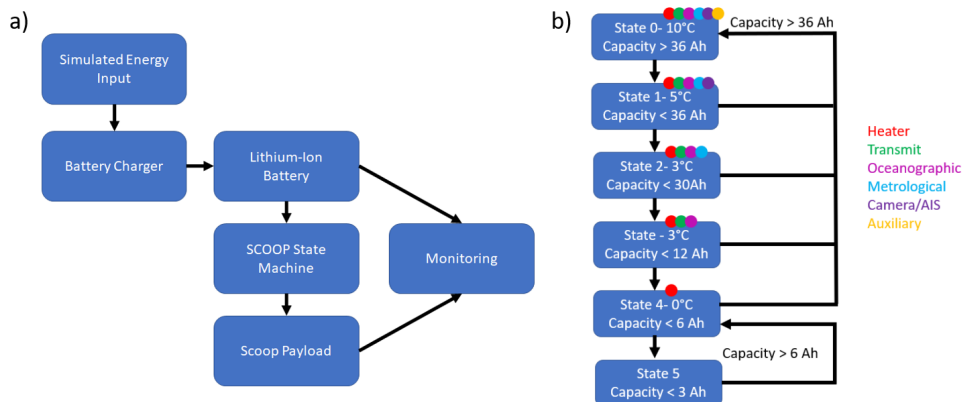 a)
Simulated Energy
Input
Battery Charger
Lithium-Ion
Battery
SCOOP State
Machine
Scoop Payload
Monitoring
b)
State 0- 10°C
Capacity > 36 Ah
Capacity > 36 Ah
State 1- 5°C
Capacity < 36 Ah
State 2- 3°C
Capacity < 30Ah
State - 3°C
Capacity < 12 Ah
State 4- 0°C
Capacity < 6 Ah
Capacity > 6 Ah
State 5
Capacity < 3 Ah
Heater
Transmit
Oceanographic
Metrological
Camera/AIS
Auxiliary